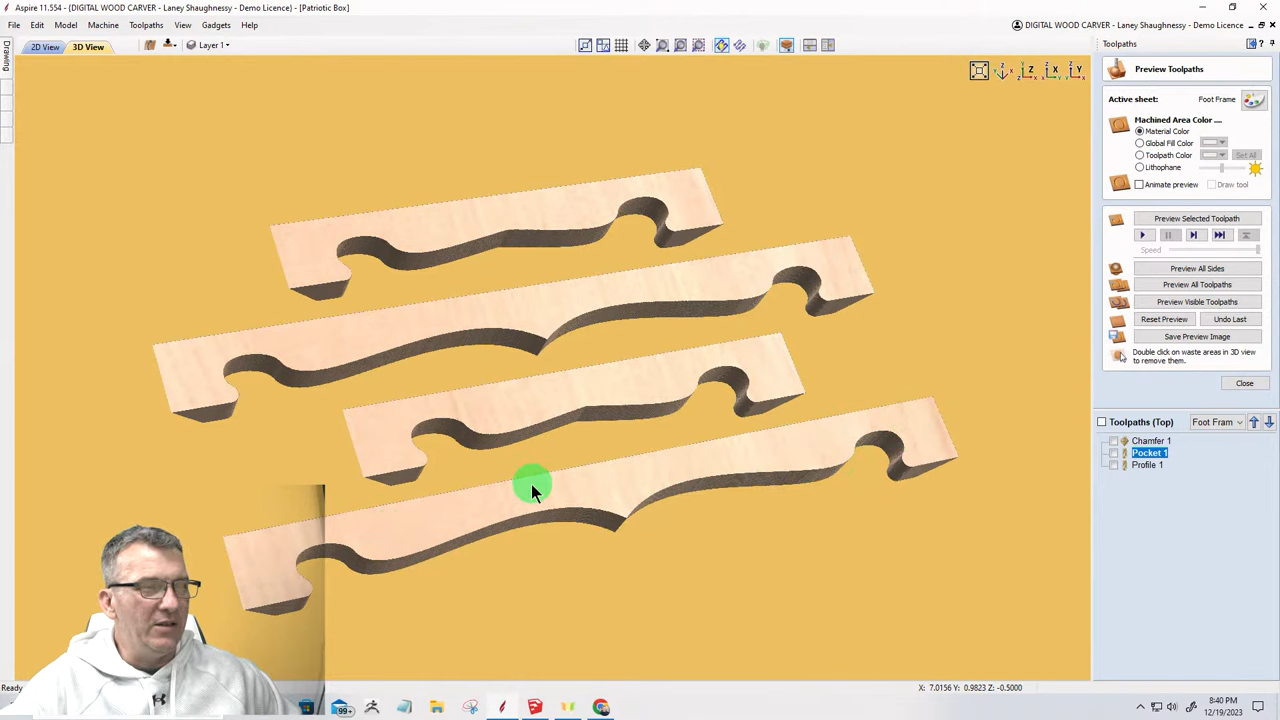 Aspire 11.554 - DIGITAL WOOD CARVER - Laney Shaughnessy - Demo Licence - [Patriotic Box]
File Edit Model Machine Toolpaths View Gadgets Help
DIGITAL WOOD CARVER - Laney Shaughnessy - Demo Licence
Drawing
2D View
3D View
Layer 1
Z
X
Y
Toolpaths
Preview Toolpaths
Active sheet: Foot Frame
Machined Area Color ....
Material Color
Global Fill Color
Toolpath Color
Set All
Lithophane
Animate preview
Draw tool
Preview Selected Toolpath
Speed
Preview All Sides
Preview All Toolpaths
Preview Visible Toolpaths
Reset Preview
Undo Last
Save Preview Image
Double click on waste areas in 3D view
to remove them.
Close
Toolpaths (Top)
Foot Fram
Chamfer 1
Pocket 1
Profile 1
Ready
X: 7.0156 Y: 0.9823 Z: -0.5000
99+
8:40 PM
12/19/2023